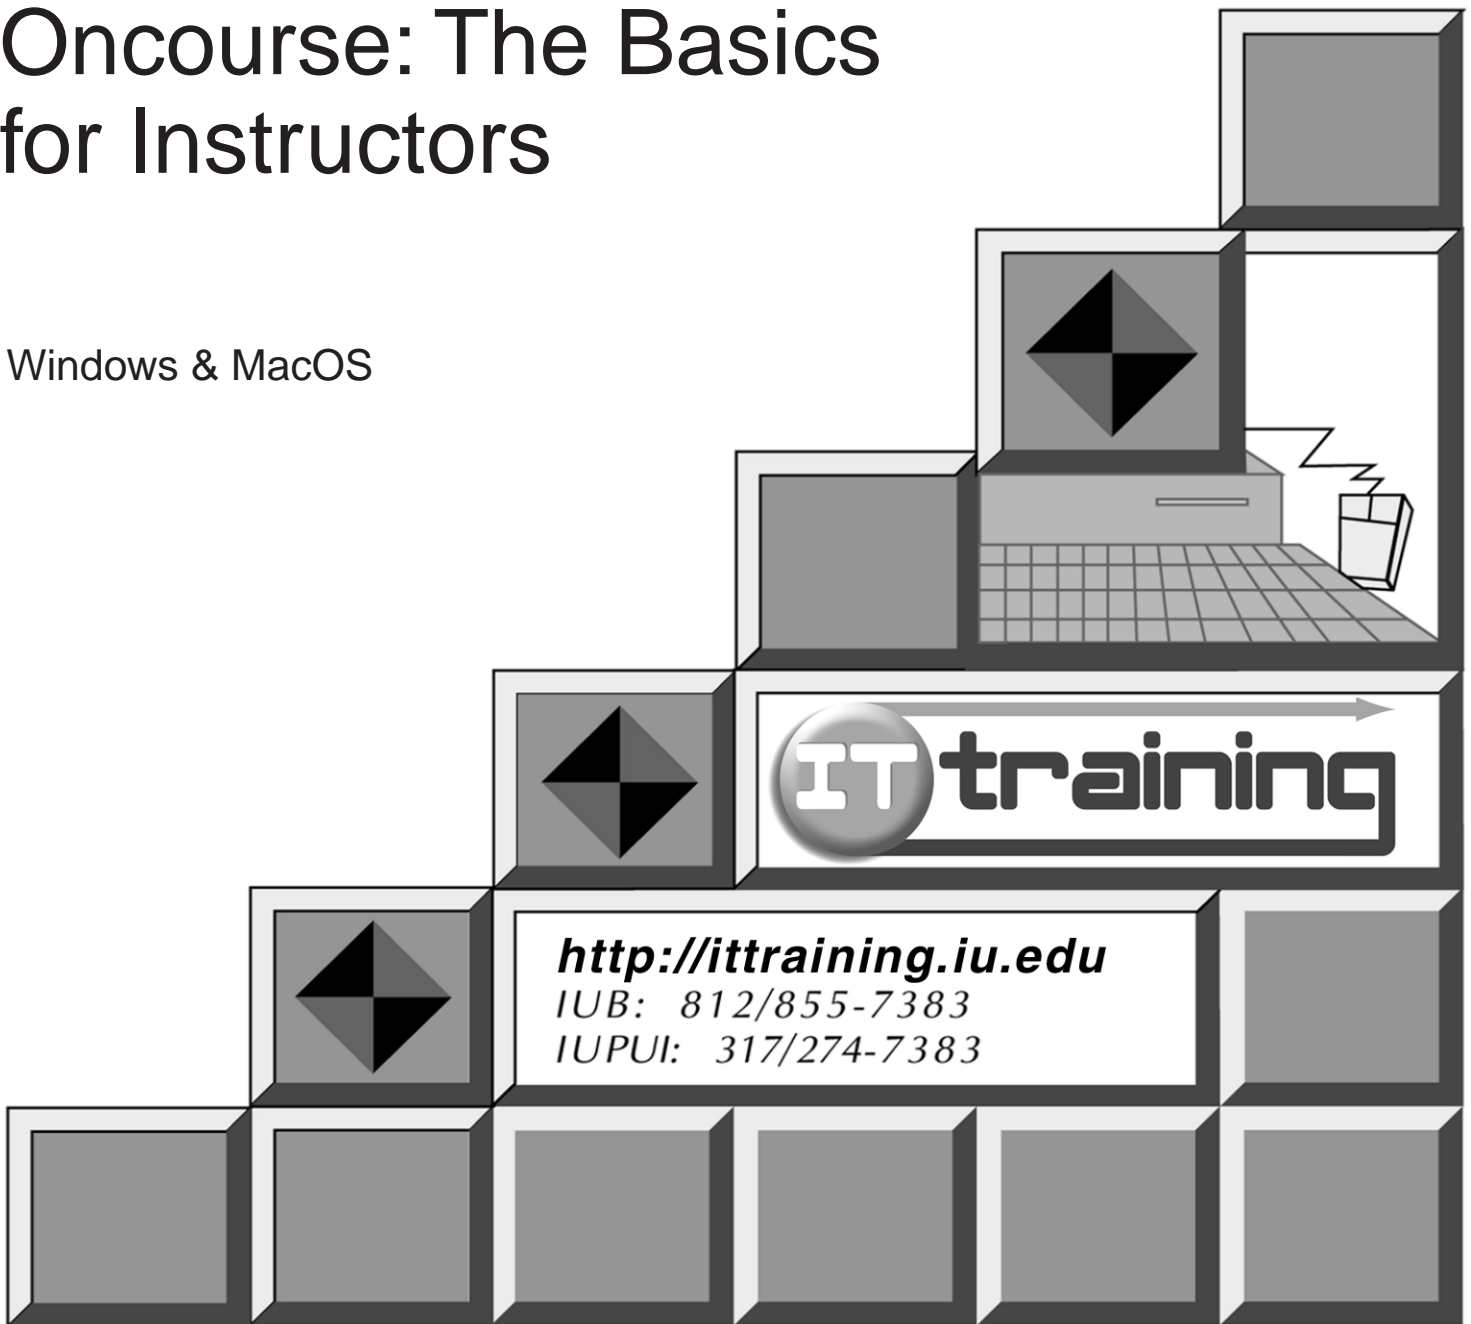 Oncourse: The Basics
for Instructors
Windows & MacOS
IT training
http://ittraining.iu.edu
IUB: 812/855-7383
IUPUI: 317/274-7383